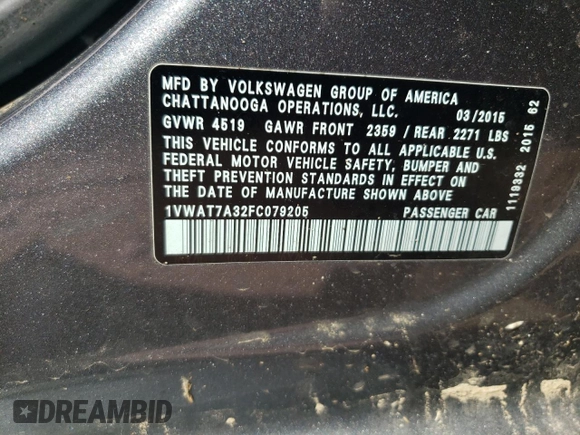 MFD BY VOLKSWAGEN GROUP OF AMERICA
CHATTANOOGA OPERATIONS, LLC. 03/2015
GVWR 4519 GAWR FRONT 2359 / REAR 2271 LBS
THIS VEHICLE CONFORMS TO ALL APPLICABLE U.S.
FEDERAL MOTOR VEHICLE SAFETY, BUMPER AND
THEFT PREVENTION STANDARDS IN EFFECT ON
THE DATE OF MANUFACTURE SHOWN ABOVE
1VWAT7A32FC079205 PASSENGER CAR
1119332 2015 62
DREAMBID